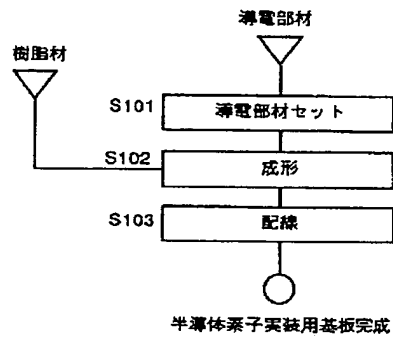 導電部材
樹脂材
S101 導電部材セット
S102 成形
S103 配線
半導体素子実装用基板完成